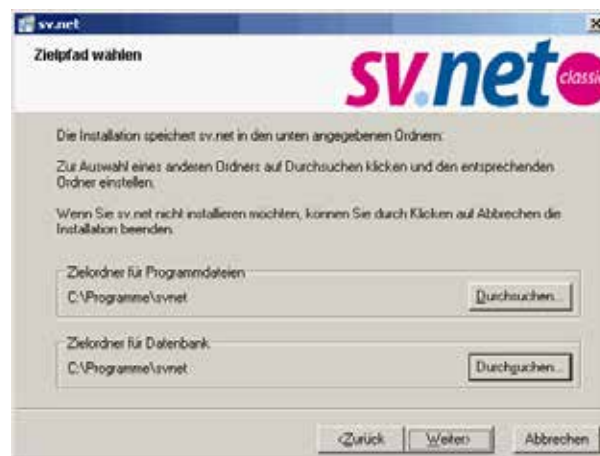 sv.net
Zielpfad wählen
sv.net classic
Die Installation speichert sv.net in den unten angegebenen Ordnern:
Zur Auswahl eines anderen Ordners auf Durchsuchen klicken und den entsprechenden
Ordner einstellen.
Wenn Sie sv.net nicht installieren möchten, können Sie durch Klicken auf Abbrechen die
Installation beenden.
Zielordner für Programmdateien
C:\Programme\svnet
Durchsuchen...
Zielordner für Datenbank
C:\Programme\svnet
Durchsuchen...
<Zurück
Weiter>
Abbrechen